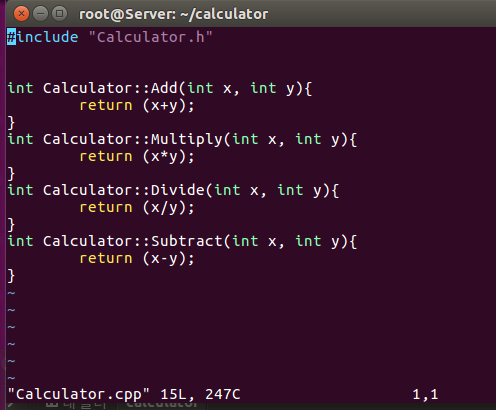 root@Server: ~/calculator
#include "Calculator.h"
int Calculator::Add(int x, int y){
        return (x+y);
}
int Calculator::Multiply(int x, int y){
        return (x*y);
}
int Calculator::Divide(int x, int y){
        return (x/y);
}
int Calculator::Subtract(int x, int y){
        return (x-y);
}
~
~
~
~
~
~
"Calculator.cpp" 15L, 247C 1,1